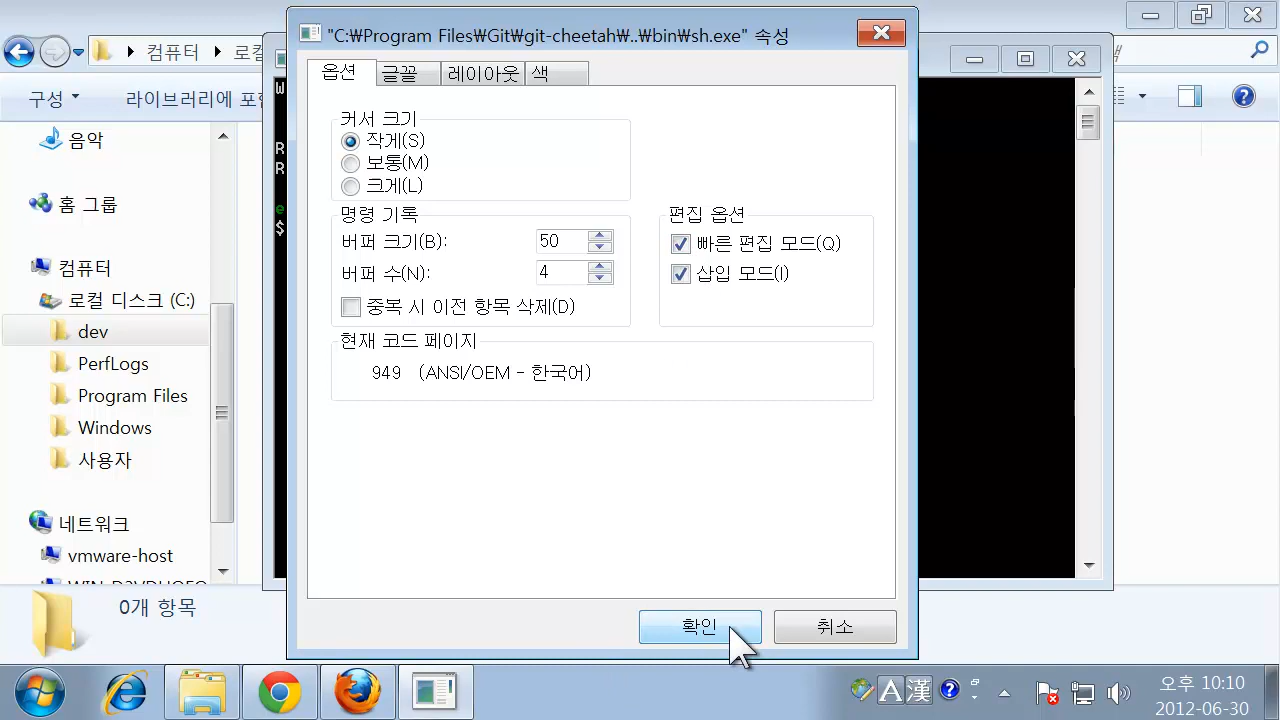 "C:₩Program Files₩Git₩git-cheetah₩..₩bin₩sh.exe" 속성
컴퓨터
구성
라이브러리에 포함
음악
홈 그룹
컴퓨터
로컬 디스크 (C:)
dev
PerfLogs
Program Files
Windows
사용자
네트워크
vmware-host
0개 항목
W
R
R
e
$
옵션
글꼴
레이아웃
색
커서 크기
작게(S)
보통(M)
크게(L)
명령 기록
버퍼 크기(B): 50
버퍼 수(N): 4
중복 시 이전 항목 삭제(D)
편집 옵션
빠른 편집 모드(Q)
삽입 모드(I)
현재 코드 페이지
949 (ANSI/OEM - 한국어)
확인
취소
A 漢
오후 10:10
2012-06-30